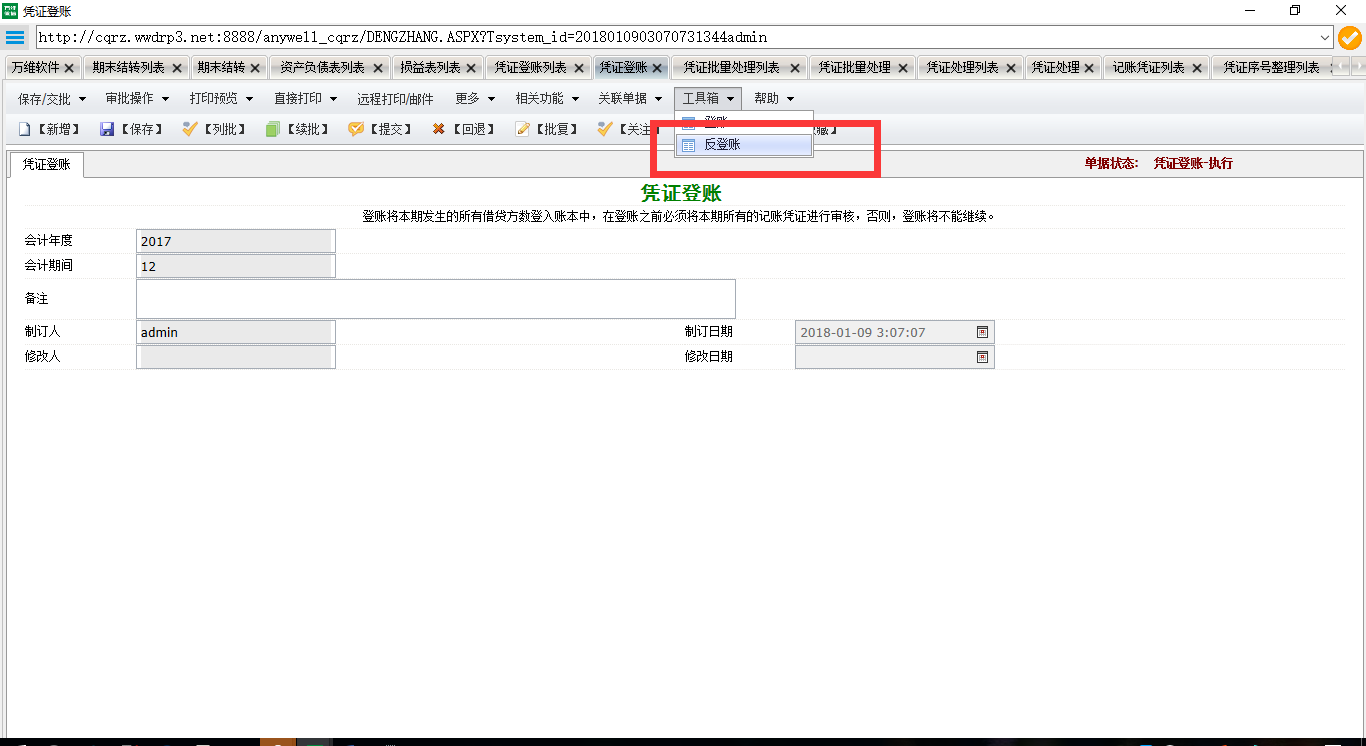 凭证登账
http://cqrz.wwdrp3.net:8888/anywell_cqrz/DENGZHANG.ASPX?Tsystem_id=2018010903070731344admin
万维软件 期末结转列表 期末结转 资产负债表列表 损益表列表 凭证登账列表 凭证登账 凭证批量处理列表 凭证批量处理 凭证处理列表 凭证处理 记账凭证列表 凭证序号整理列表
保存/交批 审批操作 打印预览 直接打印 远程打印/邮件 更多 相关功能 关联单据 工具箱 帮助
【新增】 【保存】 【列批】 【续批】 【提交】 【回退】 【批复】 【关注】 登账 藏】
反登账
凭证登账 单据状态: 凭证登账-执行
凭证登账
登账将本期发生的所有借贷方数登入账本中，在登账之前必须将本期所有的记账凭证进行审核，否则，登账将不能继续。
会计年度 2017
会计期间 12
备注
制订人 admin 制订日期 2018-01-09 3:07:07
修改人 修改日期